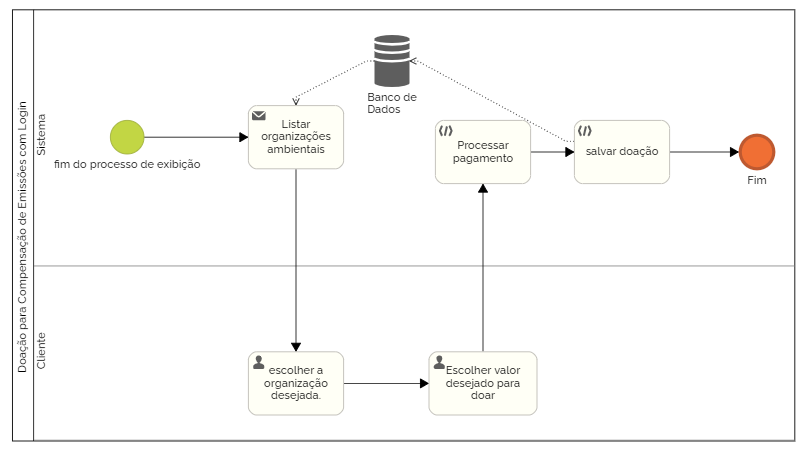 Doação para Compensação de Emissões com Login
Sistema
Banco de
Dados
fim do processo de exibição
Listar
organizações
ambientais
Processar
pagamento
salvar doação
Fim
Cliente
escolher a
organização
desejada.
Escolher valor
desejado para
doar